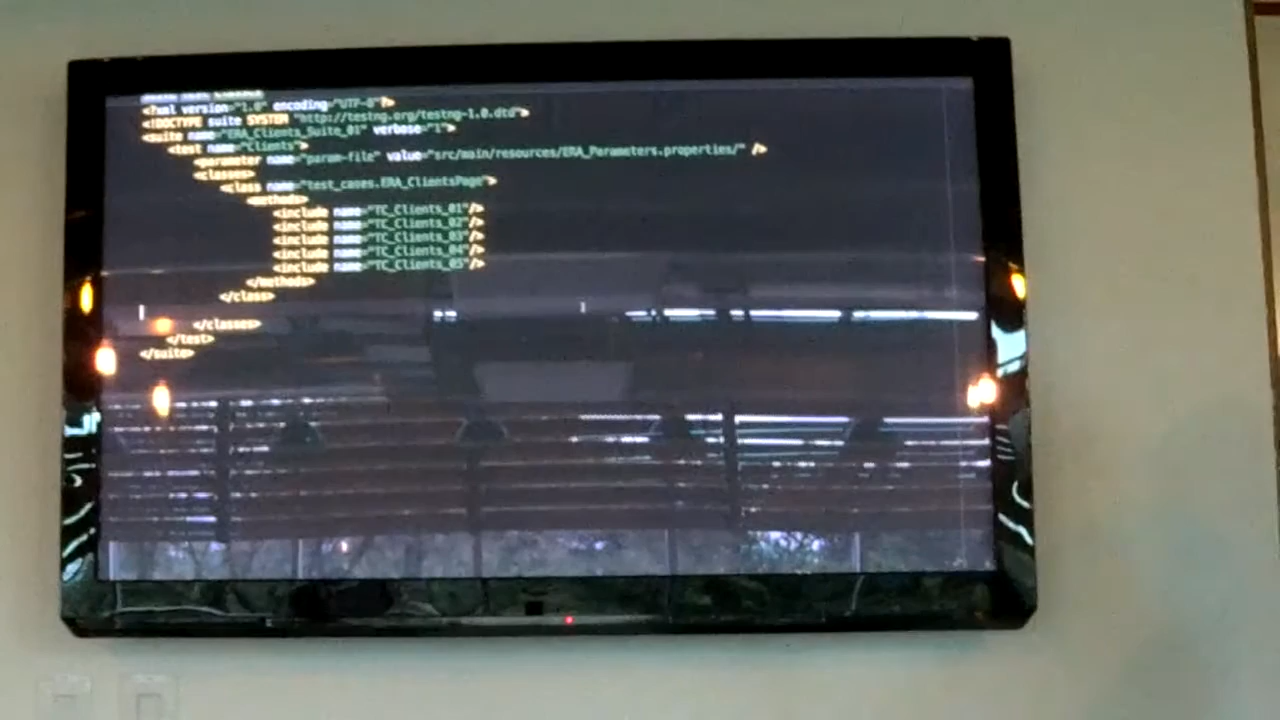 <?xml version="1.0" encoding="UTF-8"?>
<!DOCTYPE suite SYSTEM "http://testng.org/testng-1.0.dtd">
<suite name="ERA_Clients_Suite_01" verbose="1">
<test name="Clients">
<parameter name="param-file" value="src/main/resources/ERA_Parameters.properties/" />
<classes>
<class name="test_cases.ERA_ClientsPage">
<methods>
<include name="TC_Clients_01"/>
<include name="TC_Clients_02"/>
<include name="TC_Clients_03"/>
<include name="TC_Clients_04"/>
<include name="TC_Clients_05"/>
</methods>
</class>
</classes>
</test>
</suite>